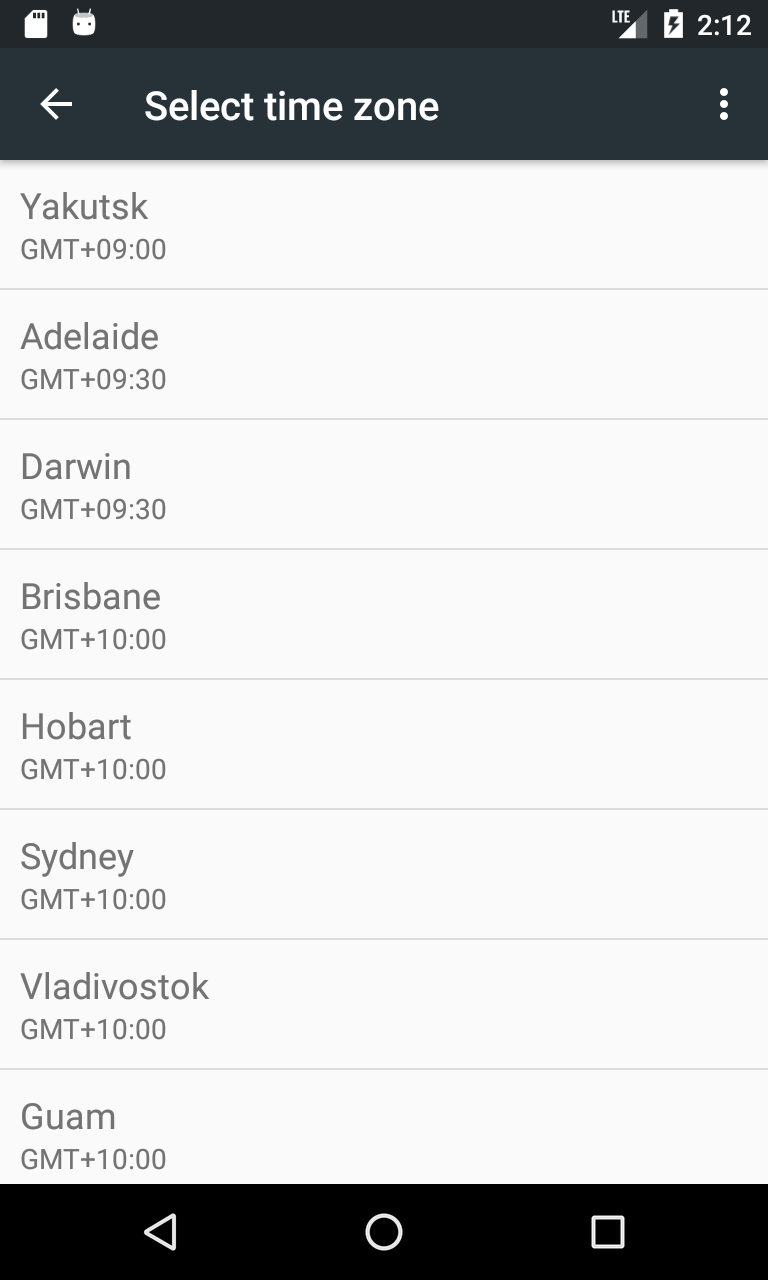 LTE 2:12
Select time zone
Yakutsk
GMT+09:00
Adelaide
GMT+09:30
Darwin
GMT+09:30
Brisbane
GMT+10:00
Hobart
GMT+10:00
Sydney
GMT+10:00
Vladivostok
GMT+10:00
Guam
GMT+10:00